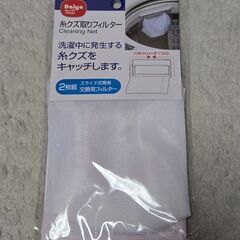 Daiya
糸クズ取りフィルター
Cleaning Net
洗濯中に発生する
糸クズを
キャッチします。
2枚組
スライド式専用
交換用フィルター